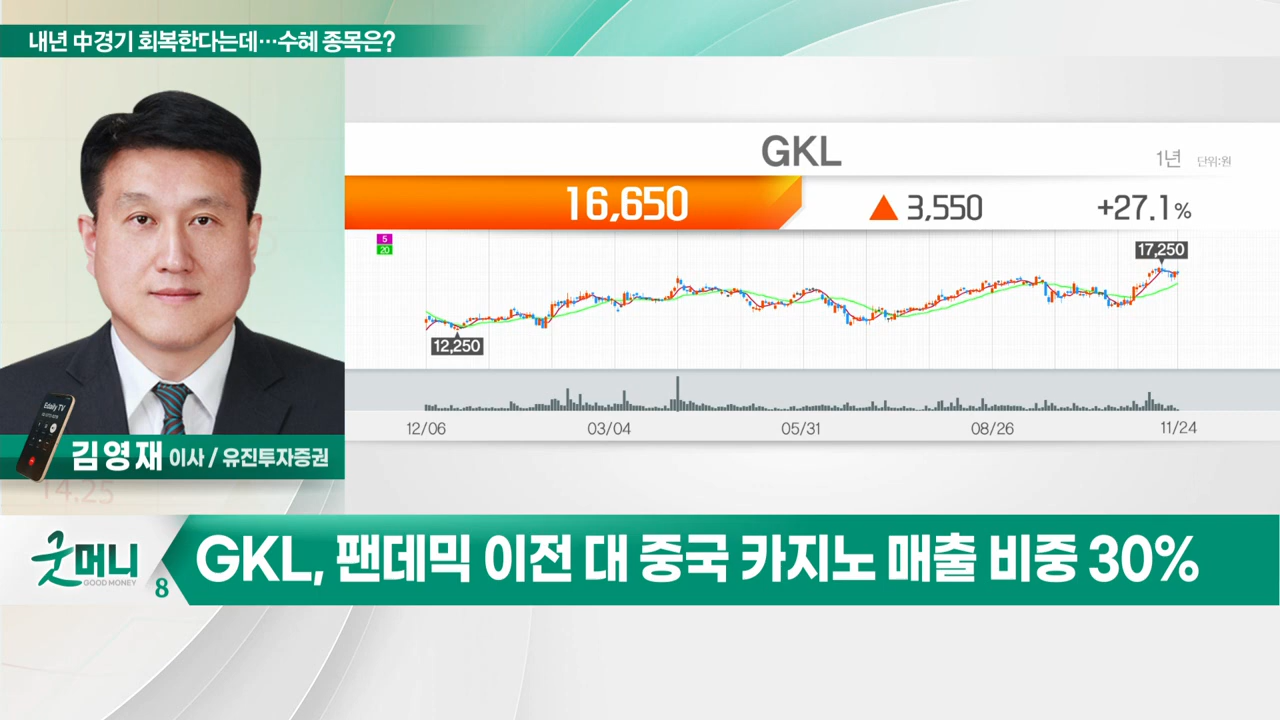 내년 中경기 회복한다는데…수혜 종목은?
GKL
1년 단위:원
16,650 ▲ 3,550 +27.1%
5
20
17,250
12,250
12/06 03/04 05/31 08/26 11/24
Edaily TV
김영재 이사 / 유진투자증권
14.25
굿머니
GOOD MONEY
8
GKL, 팬데믹 이전 대 중국 카지노 매출 비중 30%